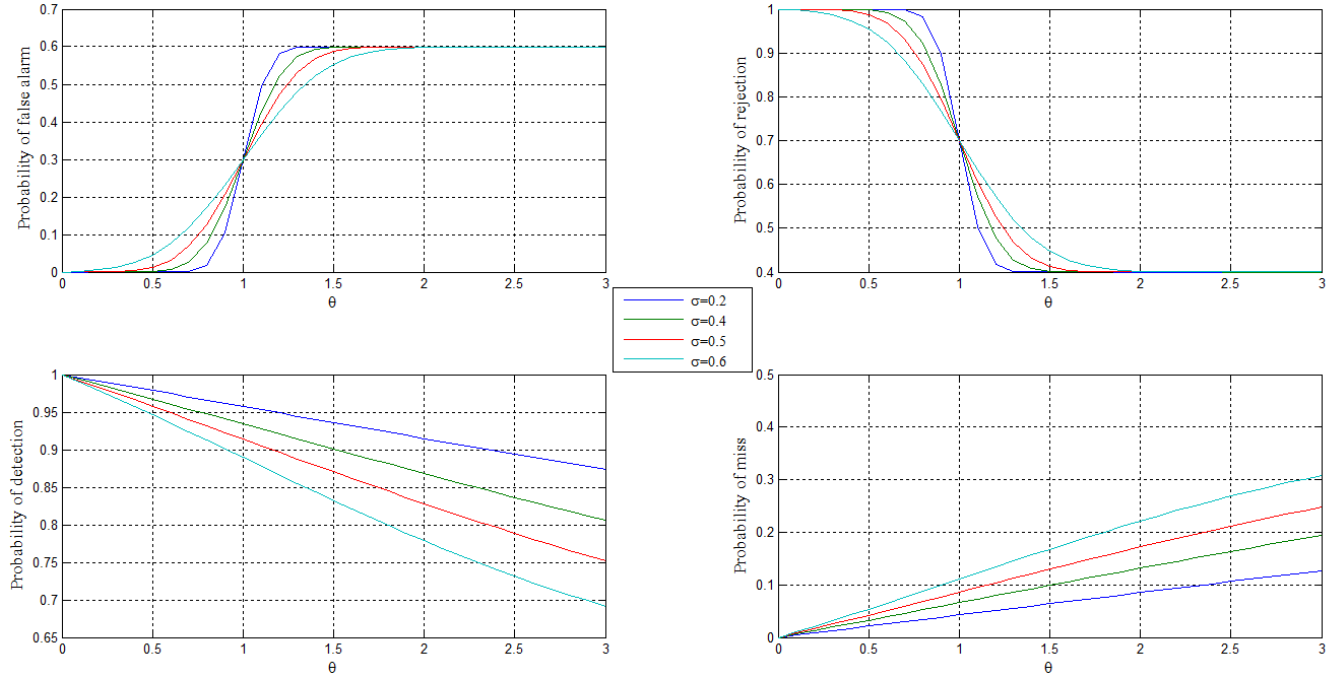 Probability of false alarm
0.7
0.6
0.5
0.4
0.3
0.2
0.1
0
0 0.5 1 1.5 2 2.5 3
θ
Probability of rejection
1
0.9
0.8
0.7
0.6
0.5
0.4
0 0.5 1 1.5 2 2.5 3
θ
σ=0.2
σ=0.4
σ=0.5
σ=0.6
Probability of detection
1
0.95
0.9
0.85
0.8
0.75
0.7
0.65
0 0.5 1 1.5 2 2.5 3
θ
Probability of miss
0.5
0.4
0.3
0.2
0.1
0
0 0.5 1 1.5 2 2.5 3
θ